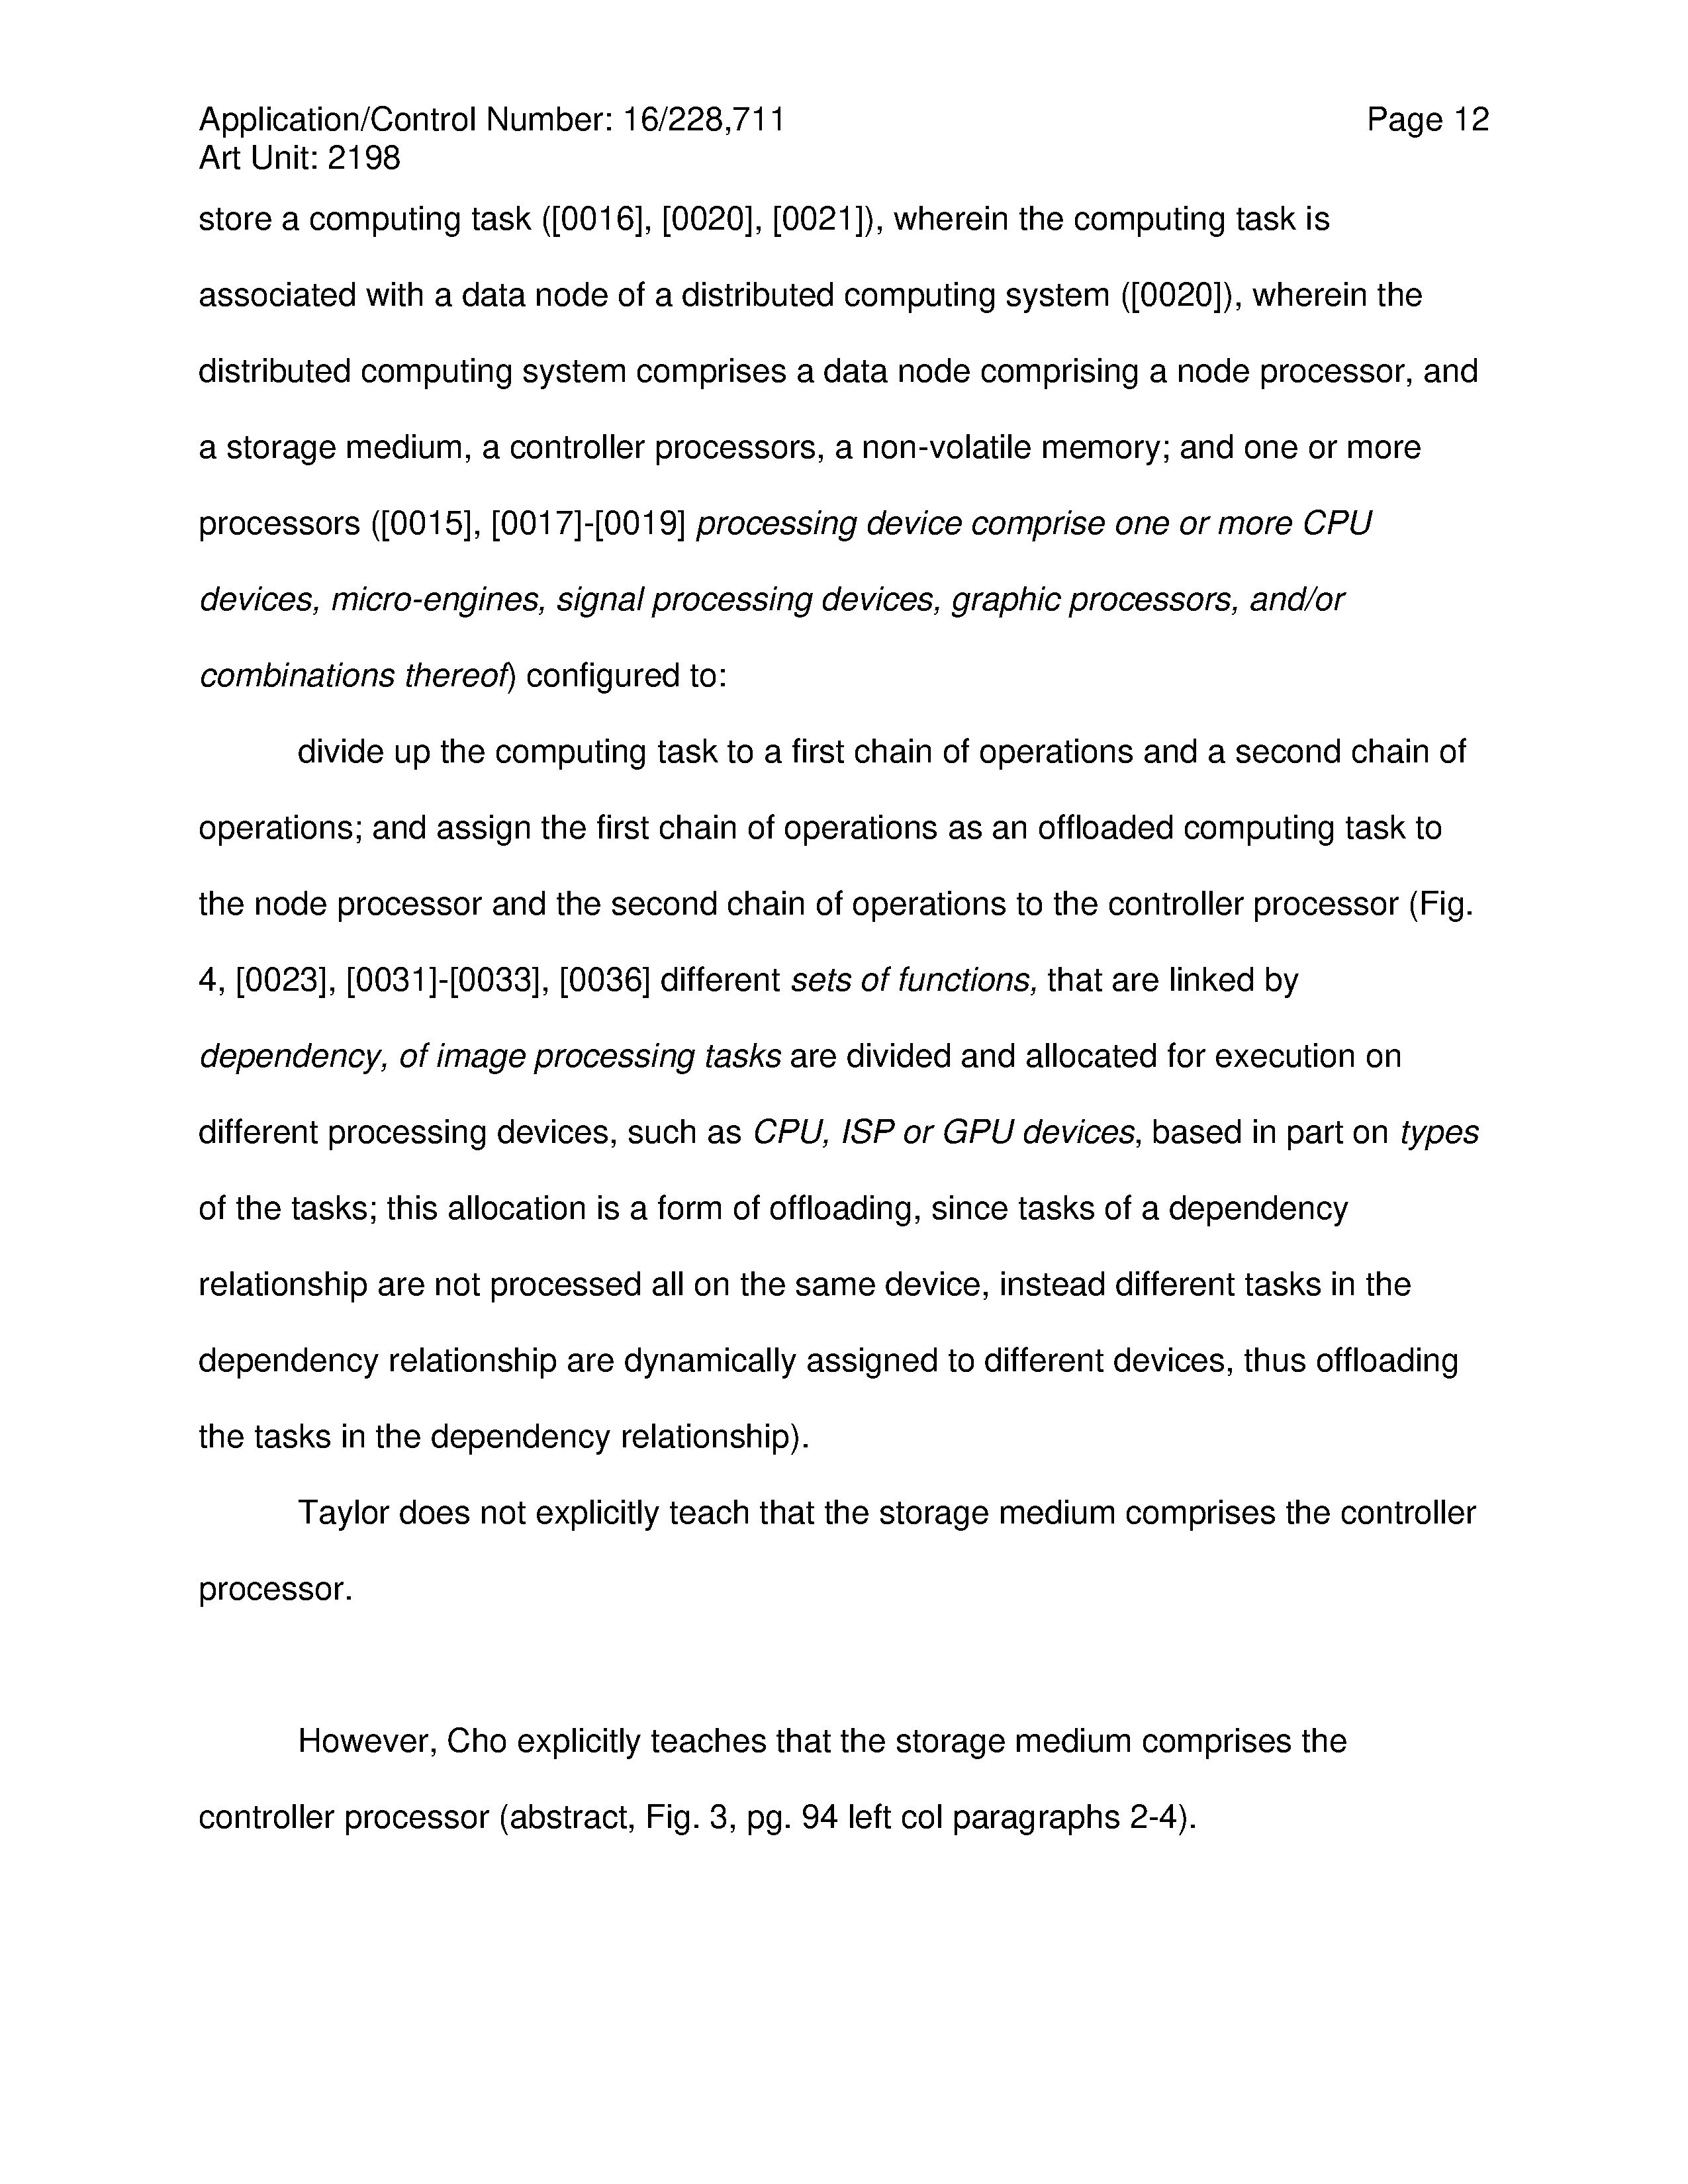 Application/Control Number: 16/228,711 Page 12
Art Unit: 2198
store a computing task ([0016], [0020], [0021]), wherein the computing task is
associated with a data node of a distributed computing system ([0020]), wherein the
distributed computing system comprises a data node comprising a node processor, and
a storage medium, a controller processors, a non-volatile memory; and one or more
processors ([0015], [0017]-[0019] processing device comprise one or more CPU
devices, micro-engines, signal processing devices, graphic processors, and/or
combinations thereof) configured to:
divide up the computing task to a first chain of operations and a second chain of
operations; and assign the first chain of operations as an offloaded computing task to
the node processor and the second chain of operations to the controller processor (Fig.
4, [0023], [0031]-[0033], [0036] different sets of functions, that are linked by
dependency, of image processing tasks are divided and allocated for execution on
different processing devices, such as CPU, ISP or GPU devices, based in part on types
of the tasks; this allocation is a form of offloading, since tasks of a dependency
relationship are not processed all on the same device, instead different tasks in the
dependency relationship are dynamically assigned to different devices, thus offloading
the tasks in the dependency relationship).
Taylor does not explicitly teach that the storage medium comprises the controller
processor.
However, Cho explicitly teaches that the storage medium comprises the
controller processor (abstract, Fig. 3, pg. 94 left col paragraphs 2-4).